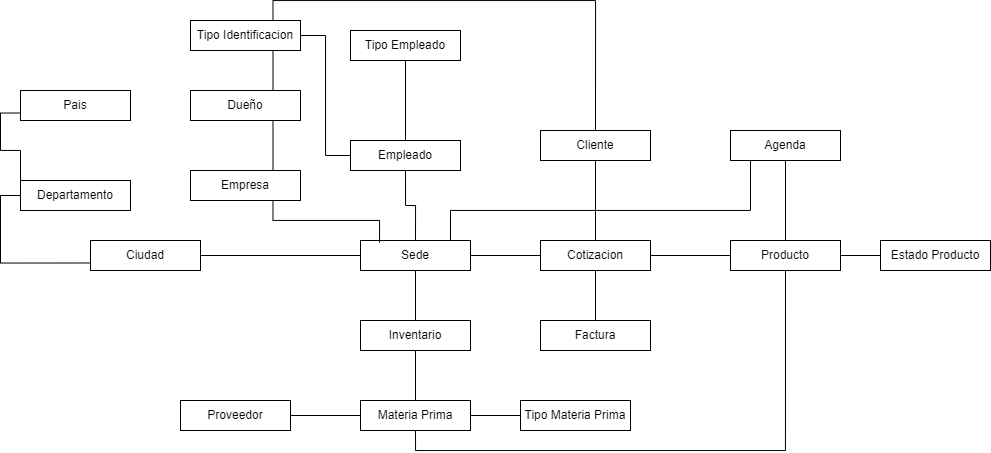 Tipo Identificacion
Tipo Empleado
Pais
Dueño
Cliente
Agenda
Empleado
Empresa
Departamento
Ciudad
Sede
Cotizacion
Producto
Estado Producto
Inventario
Factura
Proveedor
Materia Prima
Tipo Materia Prima